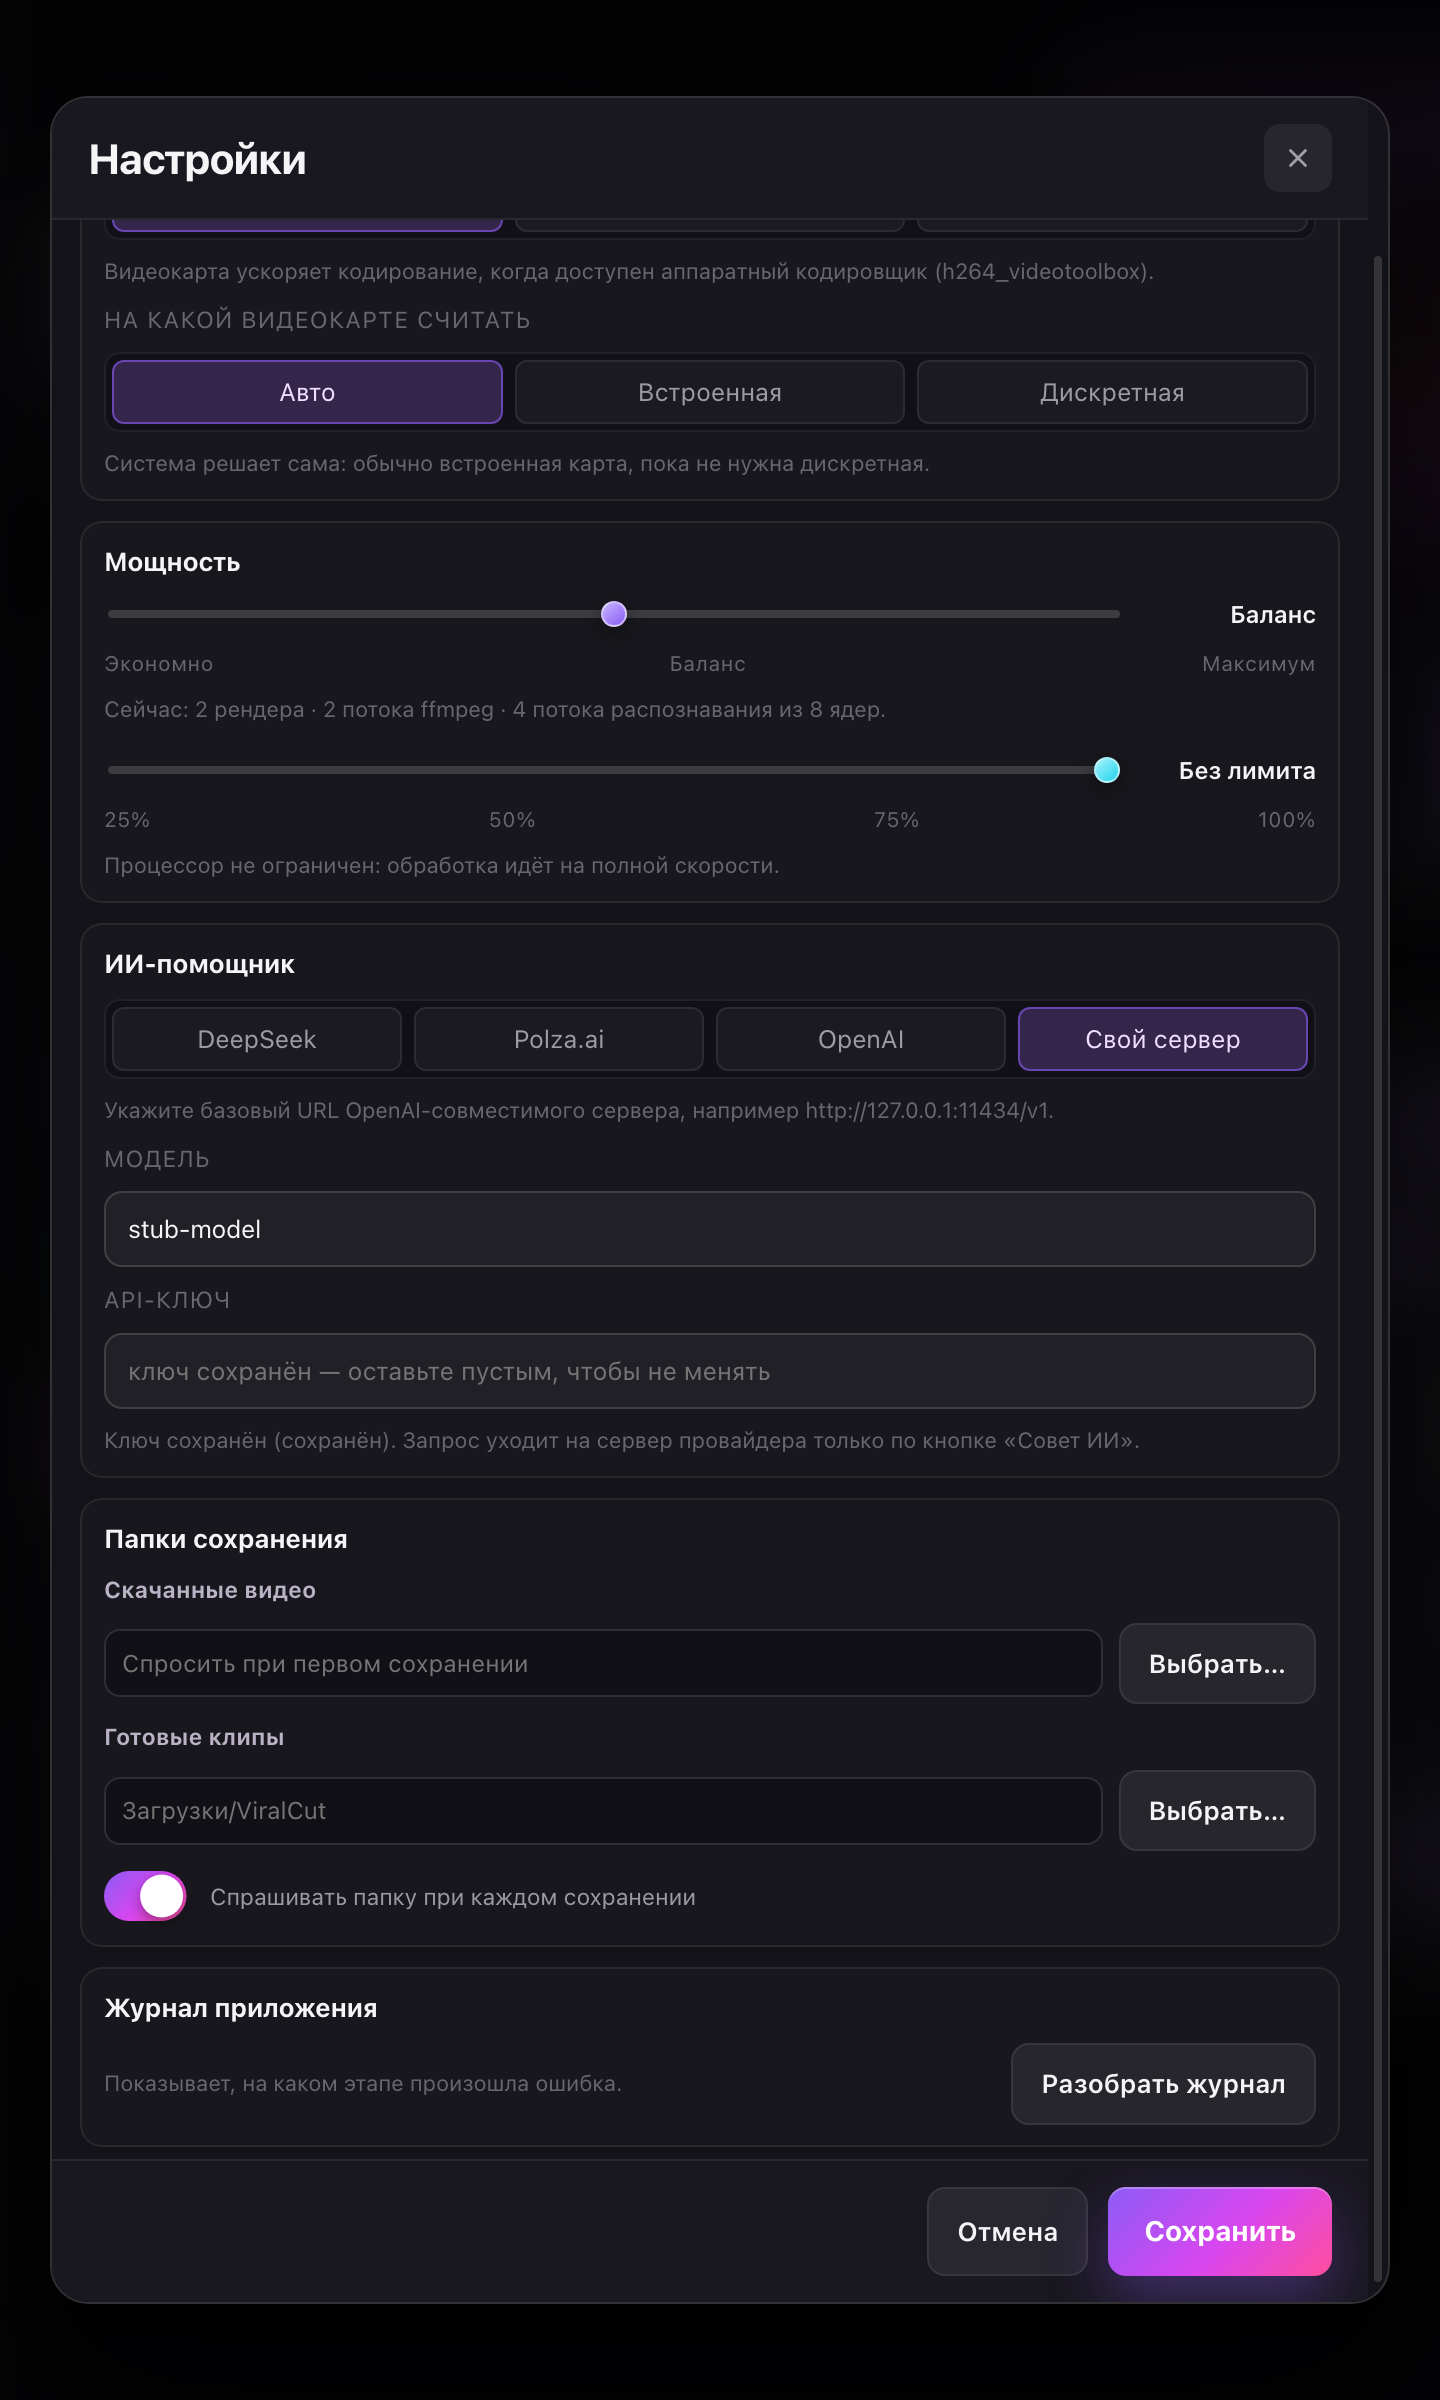 Настройки
Видеокарта ускоряет кодирование, когда доступен аппаратный кодировщик (h264_videotoolbox).
НА КАКОЙ ВИДЕОКАРТЕ СЧИТАТЬ
Авто Встроенная Дискретная
Система решает сама: обычно встроенная карта, пока не нужна дискретная.
Мощность
Баланс
Экономно Баланс Максимум
Сейчас: 2 рендера · 2 потока ffmpeg · 4 потока распознавания из 8 ядер.
Без лимита
25% 50% 75% 100%
Процессор не ограничен: обработка идёт на полной скорости.
ИИ-помощник
DeepSeek Polza.ai OpenAI Свой сервер
Укажите базовый URL OpenAI-совместимого сервера, например http://127.0.0.1:11434/v1.
МОДЕЛЬ
stub-model
API-КЛЮЧ
ключ сохранён — оставьте пустым, чтобы не менять
Ключ сохранён (сохранён). Запрос уходит на сервер провайдера только по кнопке «Совет ИИ».
Папки сохранения
Скачанные видео
Спросить при первом сохранении Выбрать...
Готовые клипы
Загрузки/ViralCut Выбрать...
Спрашивать папку при каждом сохранении
Журнал приложения
Показывает, на каком этапе произошла ошибка. Разобрать журнал
Отмена Сохранить